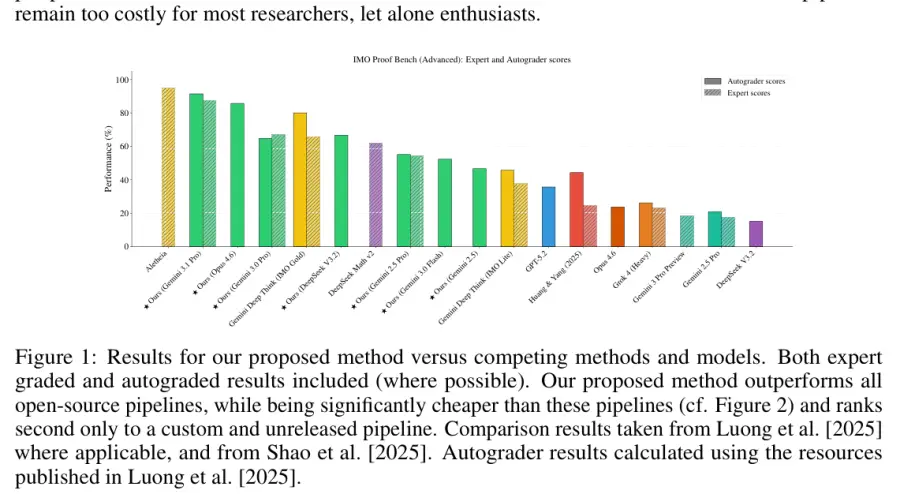 remain too costly for most researchers, let alone enthusiasts.
IMO Proof Bench (Advanced): Expert and Autograder scores
Autograder scores
Expert scores
Performance (%)
100
80
60
40
20
0
Aletheia
★ Ours (Gemini 3.1 Pro)
★ Ours (Opus 4.6)
★ Ours (Gemini 3.0 Pro)
Gemini Deep Think (IMO Gold)
★ Ours (DeepSeek V3.2)
DeepSeek Math v2
★ Ours (Gemini 2.5 Pro)
★ Ours (Gemini 3.0 Flash)
★ Ours (Gemini 2.5)
Gemini Deep Think (IMO Lite)
GPT-5.2
Huang & Yang (2025)
Opus 4.6
Grok 4 (Heavy)
Gemini 3 Pro Preview
Gemini 2.5 Pro
DeepSeek V3.2
Figure 1: Results for our proposed method versus competing methods and models. Both expert
graded and autograded results included (where possible). Our proposed method outperforms all
open-source pipelines, while being significantly cheaper than these pipelines (cf. Figure 2) and ranks
second only to a custom and unreleased pipeline. Comparison results taken from Luong et al. [2025]
where applicable, and from Shao et al. [2025]. Autograder results calculated using the resources
published in Luong et al. [2025].